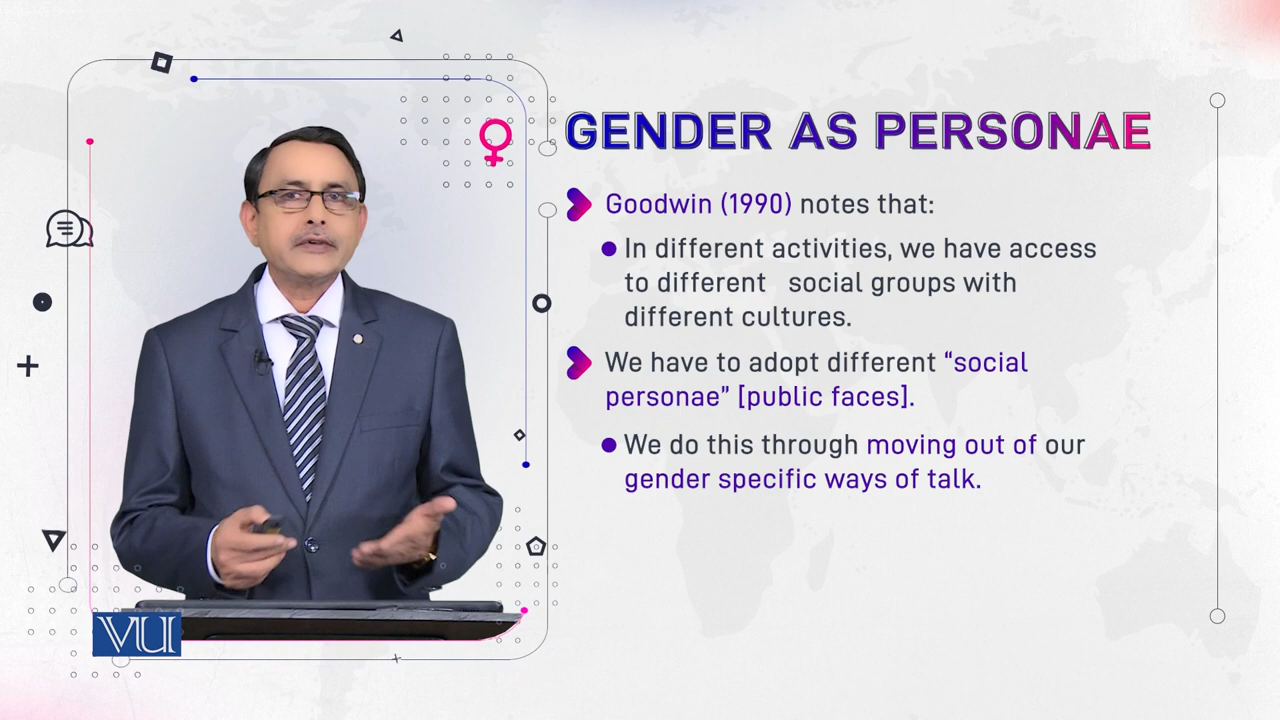 GENDER AS PERSONAE
Goodwin (1990) notes that:
In different activities, we have access
to different social groups with
different cultures.
We have to adopt different “social
personae” [public faces].
We do this through moving out of our
gender specific ways of talk.
VU